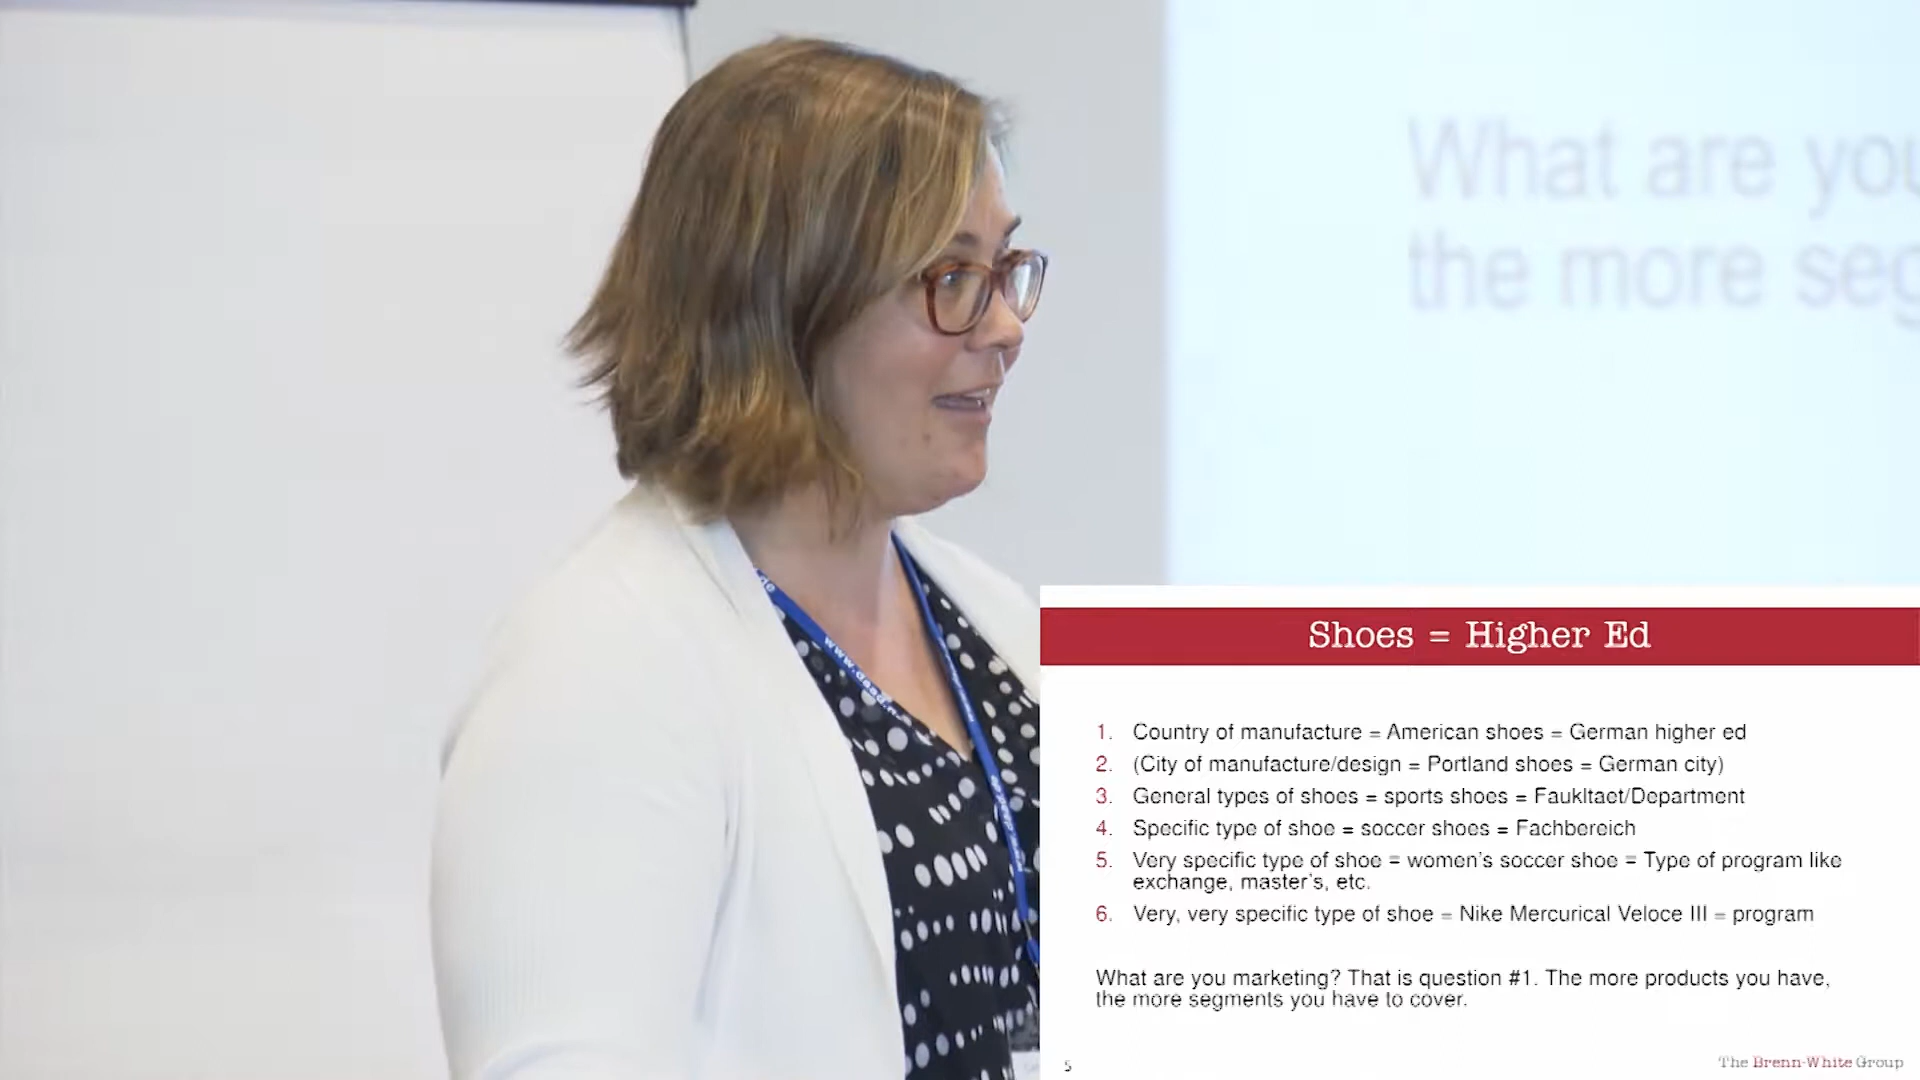 What are you
the more seg
www.daad.
Shoes = Higher Ed
1. Country of manufacture = American shoes = German higher ed
2. (City of manufacture/design = Portland shoes = German city)
3. General types of shoes = sports shoes = Faukltaet/Department
4. Specific type of shoe = soccer shoes = Fachbereich
5. Very specific type of shoe = women's soccer shoe = Type of program like
exchange, master's, etc.
6. Very, very specific type of shoe = Nike Mercurical Veloce III = program
What are you marketing? That is question #1. The more products you have,
the more segments you have to cover.
5
The Brenn-White Group